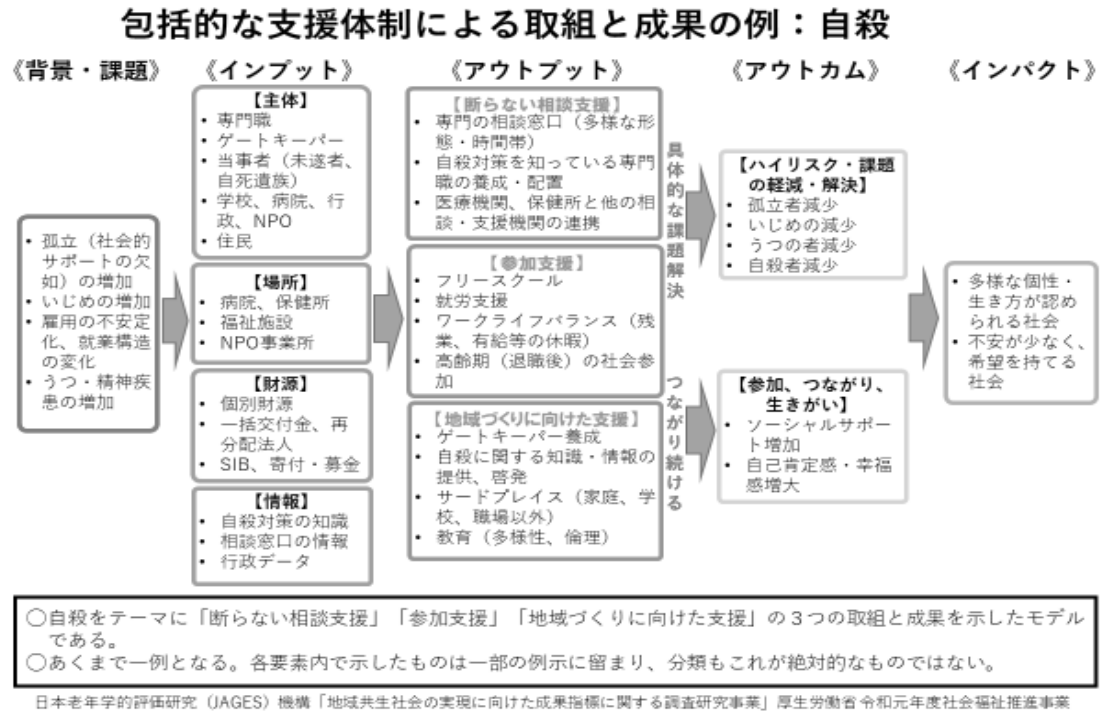 包括的な支援体制による取組と成果の例：自殺
《背景・課題》
《インプット》
《アウトプット》
《アウトカム》
《インパクト》
・孤立（社会的
サポートの欠
如）の増加
・いじめの増加
・雇用の不安定
化、就業構造
の変化
・うつ・精神疾
患の増加
【主体】
・専門職
・ゲートキーパー
・当事者（未遂者、
自死遺族）
・学校、病院、行
政、NPO
・住民
【場所】
・病院、保健所
・福祉施設
・NPO事業所
【財源】
・個別財源
・一括交付金、再
分配法人
・SIB、寄付・募金
【情報】
・自殺対策の知識
・相談窓口の情報
・行政データ
【断らない相談支援】
・専門の相談窓口（多様な形
態・時間帯）
・自殺対策を知っている専門
職の養成・配置
・医療機関、保健所と他の相
談・支援機関の連携
【参加支援】
・フリースクール
・就労支援
・ワークライフバランス（残
業、有給等の休暇）
・高齢期（退職後）の社会参
加
【地域づくりに向けた支援】
・ゲートキーパー養成
・自殺に関する知識・情報の
提供、啓発
・サードプレイス（家庭、学
校、職場以外）
・教育（多様性、倫理）
具体的な課題解決
つながり続ける
【ハイリスク・課題
の軽減・解決】
・孤立者減少
・いじめの減少
・うつの者減少
・自殺者減少
【参加、つながり、
生きがい】
・ソーシャルサポー
ト増加
・自己肯定感・幸福
感増大
・多様な個性・
生き方が認め
られる社会
・不安が少なく、
希望を持てる
社会
〇自殺をテーマに「断らない相談支援」「参加支援」「地域づくりに向けた支援」の３つの取組と成果を示したモデル
である。
〇あくまで一例となる。各要素内で示したものは一部の例示に留まり、分類もこれが絶対的なものではない。
日本老年学的評価研究（JAGES）機構「地域共生社会の実現に向けた成果指標に関する調査研究事業」厚生労働省令和元年度社会福祉推進事業